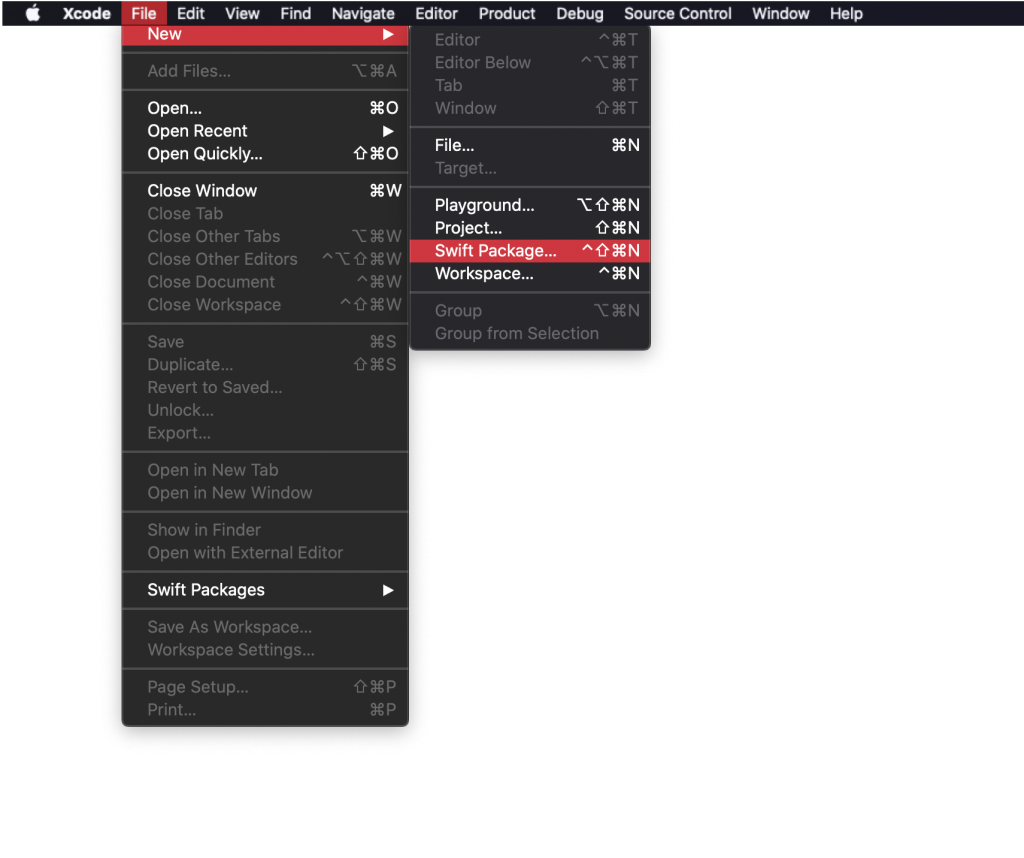 Xcode File Edit View Find Navigate Editor Product Debug Source Control Window Help
New ▶
Add Files... ⌥⌘A
Open... ⌘O
Open Recent ▶
Open Quickly... ⇧⌘O
Close Window ⌘W
Close Tab
Close Other Tabs ⌥⌘W
Close Other Editors ^⌥⇧⌘W
Close Document ^⌘W
Close Workspace ^⇧⌘W
Save ⌘S
Duplicate... ⇧⌘S
Revert to Saved...
Unlock...
Export...
Open in New Tab
Open in New Window
Show in Finder
Open with External Editor
Swift Packages ▶
Save As Workspace...
Workspace Settings...
Page Setup... ⇧⌘P
Print... ⌘P
Editor ^⌘T
Editor Below ^⌥⌘T
Tab ⌘T
Window ⇧⌘T
File... ⌘N
Target...
Playground... ⌥⇧⌘N
Project... ⇧⌘N
Swift Package... ^⇧⌘N
Workspace... ^⌘N
Group ⌥⌘N
Group from Selection